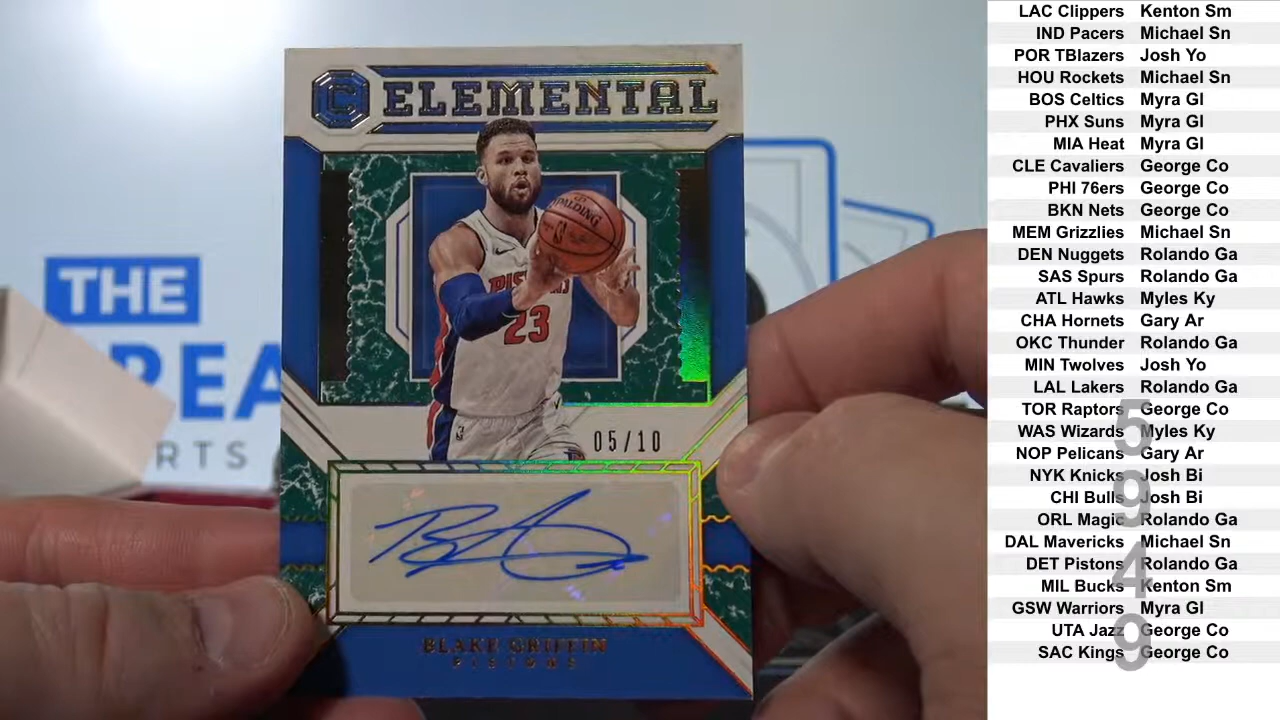 C ELEMENTAL
SPALDING
PISTONS
23
05/10
BLAKE GRIFFIN
PISTONS
THE
REA
RTS
LAC Clippers Kenton Sm
IND Pacers Michael Sn
POR TBlazers Josh Yo
HOU Rockets Michael Sn
BOS Celtics Myra Gl
PHX Suns Myra Gl
MIA Heat Myra Gl
CLE Cavaliers George Co
PHI 76ers George Co
BKN Nets George Co
MEM Grizzlies Michael Sn
DEN Nuggets Rolando Ga
SAS Spurs Rolando Ga
ATL Hawks Myles Ky
CHA Hornets Gary Ar
OKC Thunder Rolando Ga
MIN Twolves Josh Yo
LAL Lakers Rolando Ga
TOR Raptors George Co
WAS Wizards Myles Ky
NOP Pelicans Gary Ar
NYK Knicks Josh Bi
CHI Bulls Josh Bi
ORL Magic Rolando Ga
DAL Mavericks Michael Sn
DET Pistons Rolando Ga
MIL Bucks Kenton Sm
GSW Warriors Myra Gl
UTA Jazz George Co
SAC Kings George Co
5949